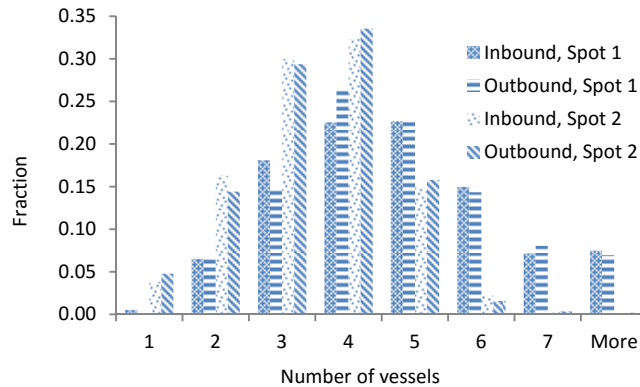 0.35
0.30
0.25
0.20
0.15
0.10
0.05
0.00
Fraction
Inbound, Spot 1
Outbound, Spot 1
Inbound, Spot 2
Outbound, Spot 2
1 2 3 4 5 6 7 More
Number of vessels